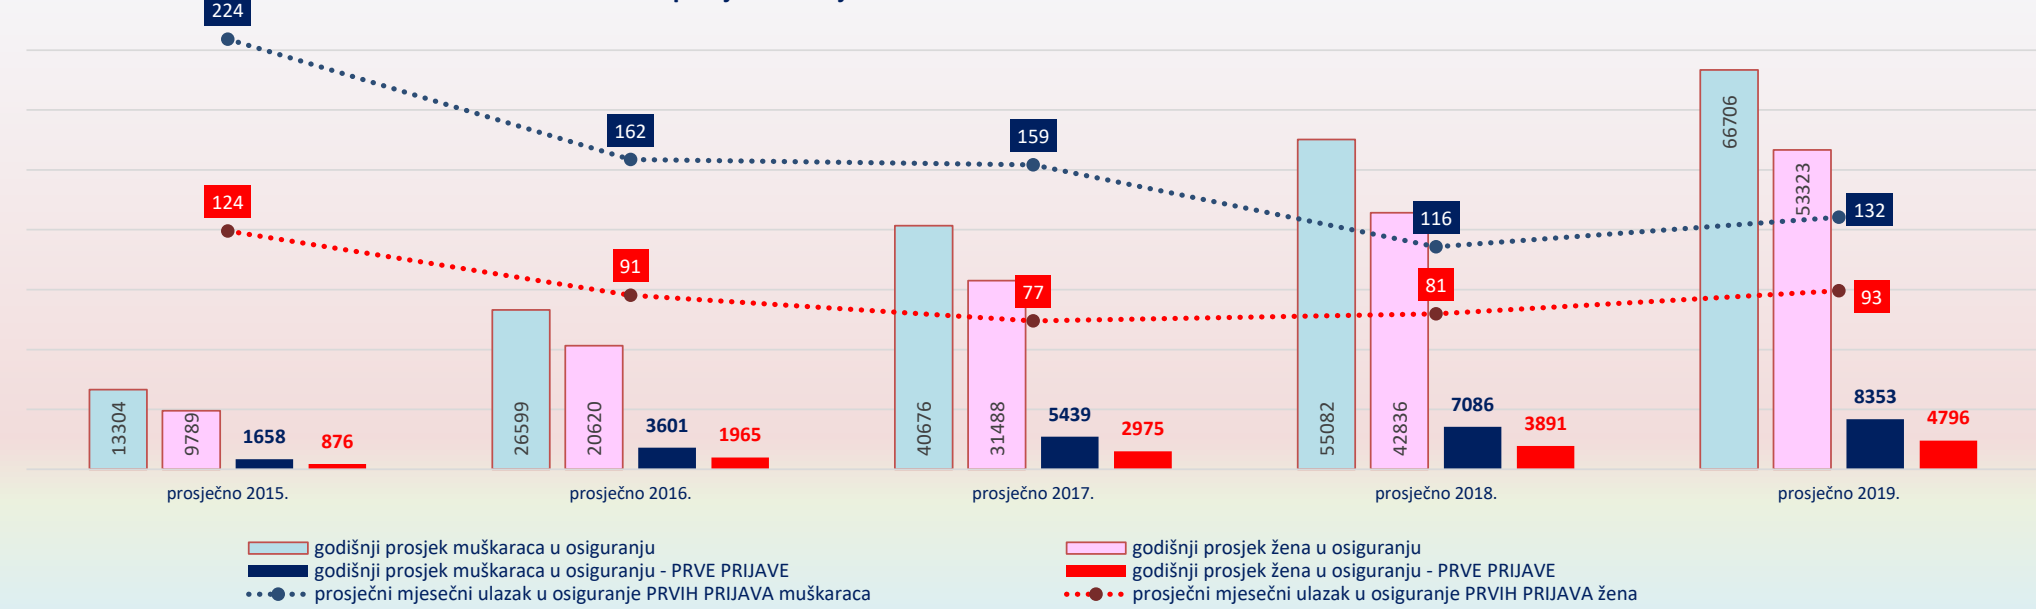 224
162
159
116
132
124
91
77
81
93
13304
9789
1658
876
26599
20620
3601
1965
40676
31488
5439
2975
55082
42836
7086
3891
66706
53323
8353
4796
prosječno 2015.
prosječno 2016.
prosječno 2017.
prosječno 2018.
prosječno 2019.
godišnji prosjek muškaraca u osiguranju
godišnji prosjek žena u osiguranju
godišnji prosjek muškaraca u osiguranju - PRVE PRIJAVE
godišnji prosjek žena u osiguranju - PRVE PRIJAVE
prosječni mjesečni ulazak u osiguranje PRVIH PRIJAVA muškaraca
prosječni mjesečni ulazak u osiguranje PRVIH PRIJAVA žena